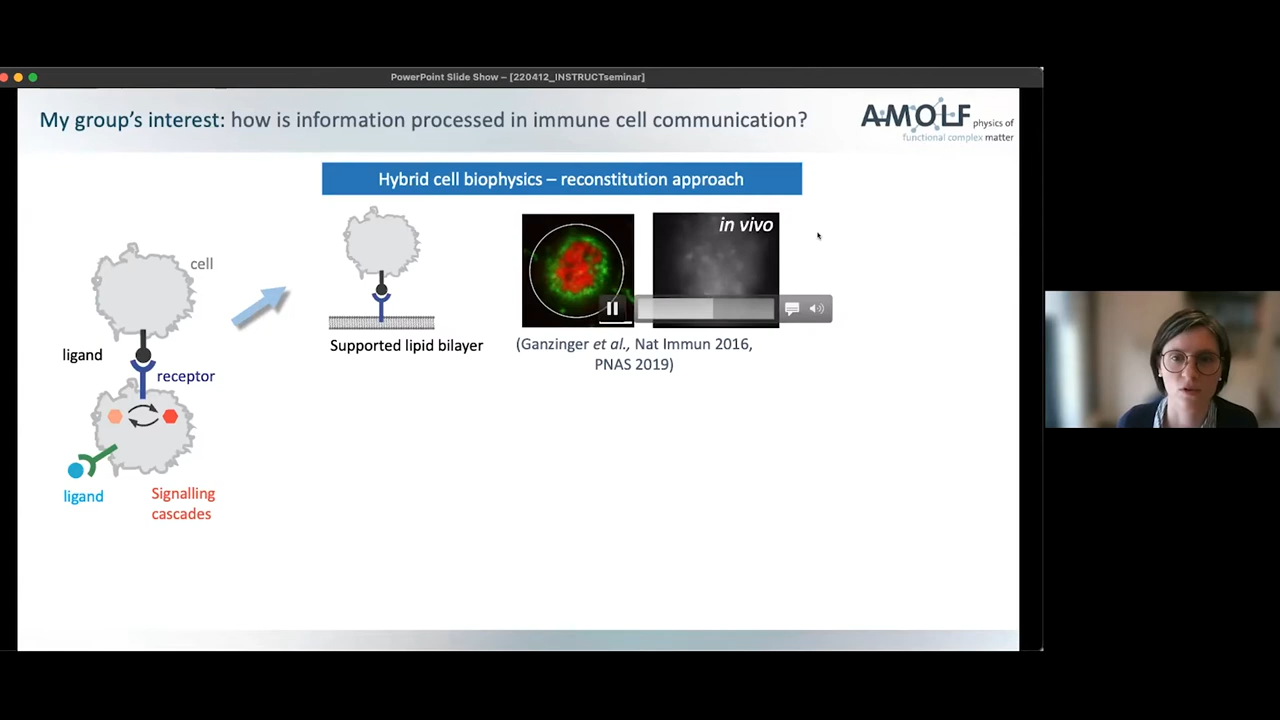 PowerPoint Slide Show – [220412_INSTRUCTseminar]
My group's interest: how is information processed in immune cell communication?
AMOLF physics of
functional complex matter
Hybrid cell biophysics – reconstitution approach
in vivo
cell
ligand
receptor
Supported lipid bilayer
(Ganzinger et al., Nat Immun 2016,
PNAS 2019)
ligand
Signalling
cascades